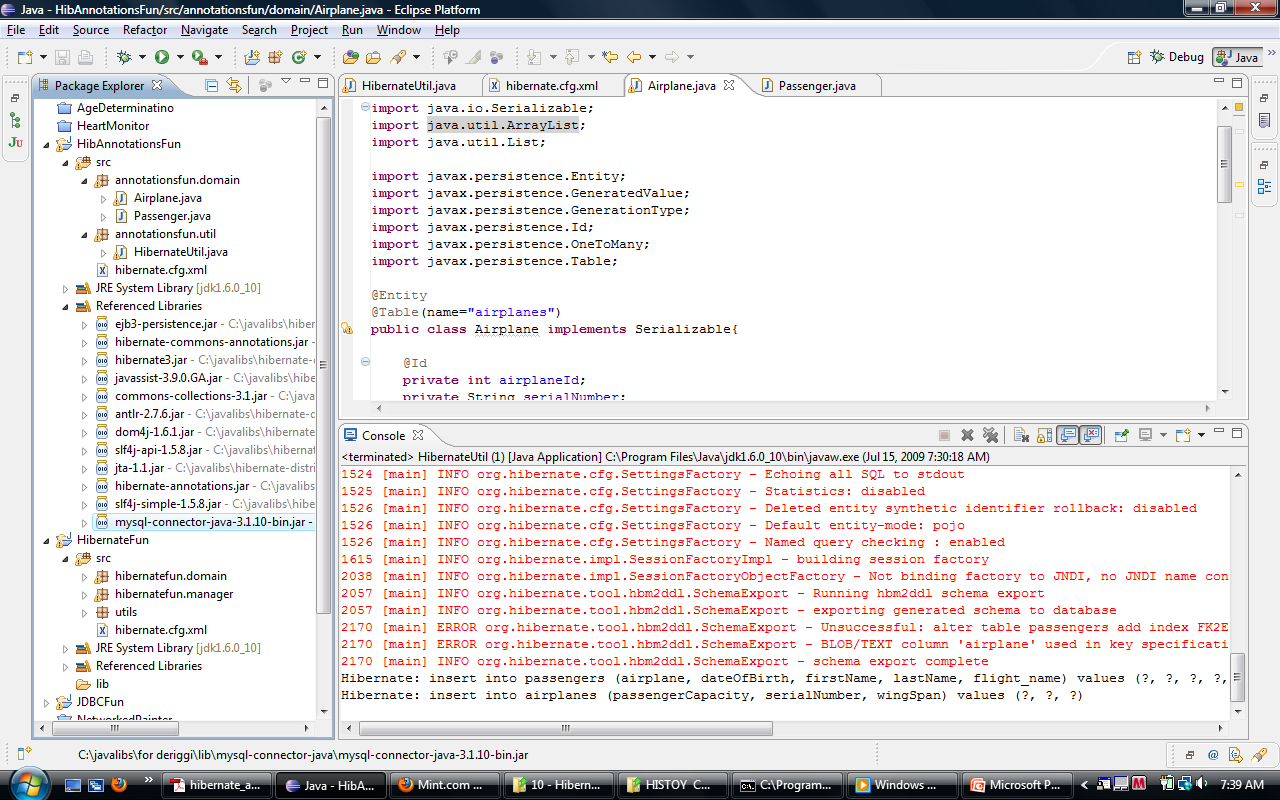 Java - HibAnnotationsFun/src/annotationsfun/domain/Airplane.java - Eclipse Platform
File Edit Source Refactor Navigate Search Project Run Window Help
Debug Java
Package Explorer
AgeDeterminatino
HeartMonitor
HibAnnotationsFun
src
annotationsfun.domain
Airplane.java
Passenger.java
annotationsfun.util
HibernateUtil.java
hibernate.cfg.xml
JRE System Library [jdk1.6.0_10]
Referenced Libraries
ejb3-persistence.jar - C:\javalibs\hiber
hibernate-commons-annotations.jar -
hibernate3.jar - C:\javalibs\hibernate-
javassist-3.9.0.GA.jar - C:\javalibs\hibe
commons-collections-3.1.jar - C:\javali
antlr-2.7.6.jar - C:\javalibs\hibernate-c
dom4j-1.6.1.jar - C:\javalibs\hibernate
slf4j-api-1.5.8.jar - C:\javalibs\hibernat
jta-1.1.jar - C:\javalibs\hibernate-distri
hibernate-annotations.jar - C:\javalibs
slf4j-simple-1.5.8.jar - C:\javalibs\hibe
mysql-connector-java-3.1.10-bin.jar -
HibernateFun
src
hibernatefun.domain
hibernatefun.manager
utils
hibernate.cfg.xml
JRE System Library [jdk1.6.0_10]
Referenced Libraries
lib
JDBCFun
NetworkedPainter
HibernateUtil.java hibernate.cfg.xml Airplane.java Passenger.java
import java.io.Serializable;
import java.util.ArrayList;
import java.util.List;
import javax.persistence.Entity;
import javax.persistence.GeneratedValue;
import javax.persistence.GenerationType;
import javax.persistence.Id;
import javax.persistence.OneToMany;
import javax.persistence.Table;
@Entity
@Table(name="airplanes")
public class Airplane implements Serializable{
@Id
private int airplaneId;
private String serialNumber;
Console
<terminated> HibernateUtil (1) [Java Application] C:\Program Files\Java\jdk1.6.0_10\bin\javaw.exe (Jul 15, 2009 7:30:18 AM)
1524 [main] INFO org.hibernate.cfg.SettingsFactory - Echoing all SQL to stdout
1525 [main] INFO org.hibernate.cfg.SettingsFactory - Statistics: disabled
1526 [main] INFO org.hibernate.cfg.SettingsFactory - Deleted entity synthetic identifier rollback: disabled
1526 [main] INFO org.hibernate.cfg.SettingsFactory - Default entity-mode: pojo
1526 [main] INFO org.hibernate.cfg.SettingsFactory - Named query checking : enabled
1615 [main] INFO org.hibernate.impl.SessionFactoryImpl - building session factory
2038 [main] INFO org.hibernate.impl.SessionFactoryObjectFactory - Not binding factory to JNDI, no JNDI name con
2057 [main] INFO org.hibernate.tool.hbm2ddl.SchemaExport - Running hbm2ddl schema export
2057 [main] INFO org.hibernate.tool.hbm2ddl.SchemaExport - exporting generated schema to database
2170 [main] ERROR org.hibernate.tool.hbm2ddl.SchemaExport - Unsuccessful: alter table passengers add index FK2E
2170 [main] ERROR org.hibernate.tool.hbm2ddl.SchemaExport - BLOB/TEXT column 'airplane' used in key specificati
2170 [main] INFO org.hibernate.tool.hbm2ddl.SchemaExport - schema export complete
Hibernate: insert into passengers (airplane, dateOfBirth, firstName, lastName, flight_name) values (?, ?, ?, ?,
Hibernate: insert into airplanes (passengerCapacity, serialNumber, wingSpan) values (?, ?, ?)
C:\javalibs\for deriggi\lib\mysql-connector-java\mysql-connector-java-3.1.10-bin.jar
hibernate_a... Java - HibA... Mint.com ... 10 - Hibern... HISTOY C... C:\Program... Windows ... Microsoft P... 7:39 AM